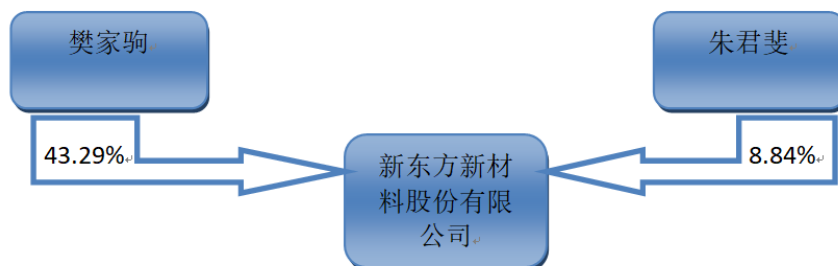 樊家驹
朱君斐
43.29%
8.84%
新东方新材
料股份有限
公司